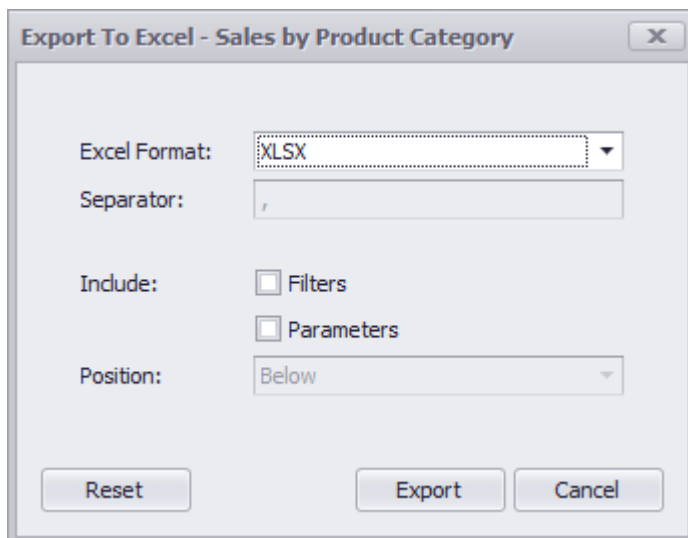 Export To Excel - Sales by Product Category
Excel Format: XLSX
Separator: ,
Include: Filters
Parameters
Position: Below
Reset Export Cancel